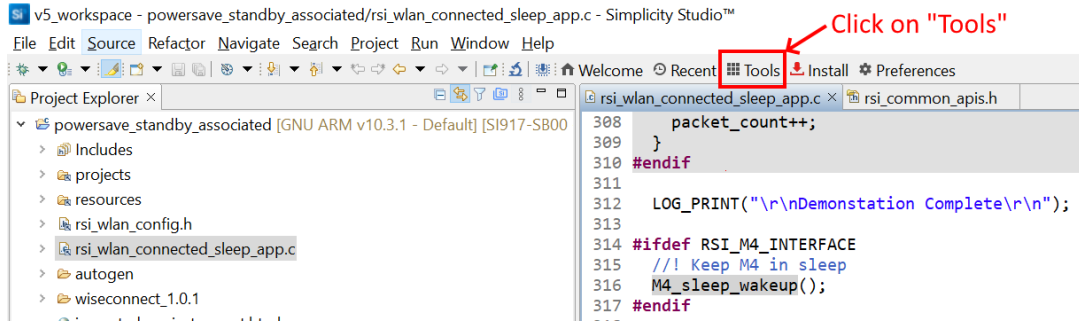 Si v5_workspace - powersave_standby_associated/rsi_wlan_connected_sleep_app.c - Simplicity Studio™
Click on "Tools"
File Edit Source Refactor Navigate Search Project Run Window Help
Welcome Recent Tools Install Preferences
Project Explorer ×
rsi_wlan_connected_sleep_app.c × rsi_common_apis.h
powersave_standby_associated [GNU ARM v10.3.1 - Default] [SI917-SB00
Includes
projects
resources
rsi_wlan_config.h
rsi_wlan_connected_sleep_app.c
autogen
wiseconnect_1.0.1
308 packet_count++;
309 }
310 #endif
311
312 LOG_PRINT("\r\nDemonstation Complete\r\n");
313
314 #ifdef RSI_M4_INTERFACE
315 //! Keep M4 in sleep
316 M4_sleep_wakeup();
317 #endif